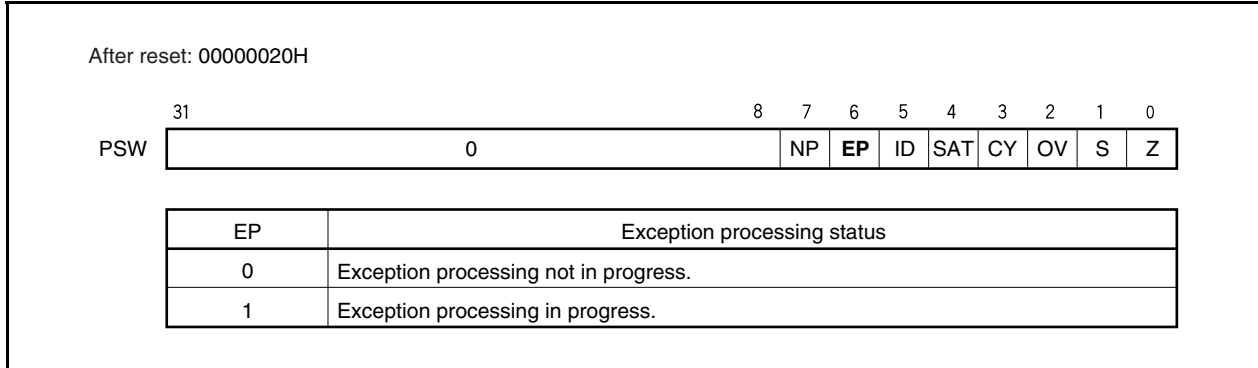 After reset: 00000020H
31 8 7 6 5 4 3 2 1 0
PSW 0 NP EP ID SAT CY OV S Z
EP Exception processing status
0 Exception processing not in progress.
1 Exception processing in progress.